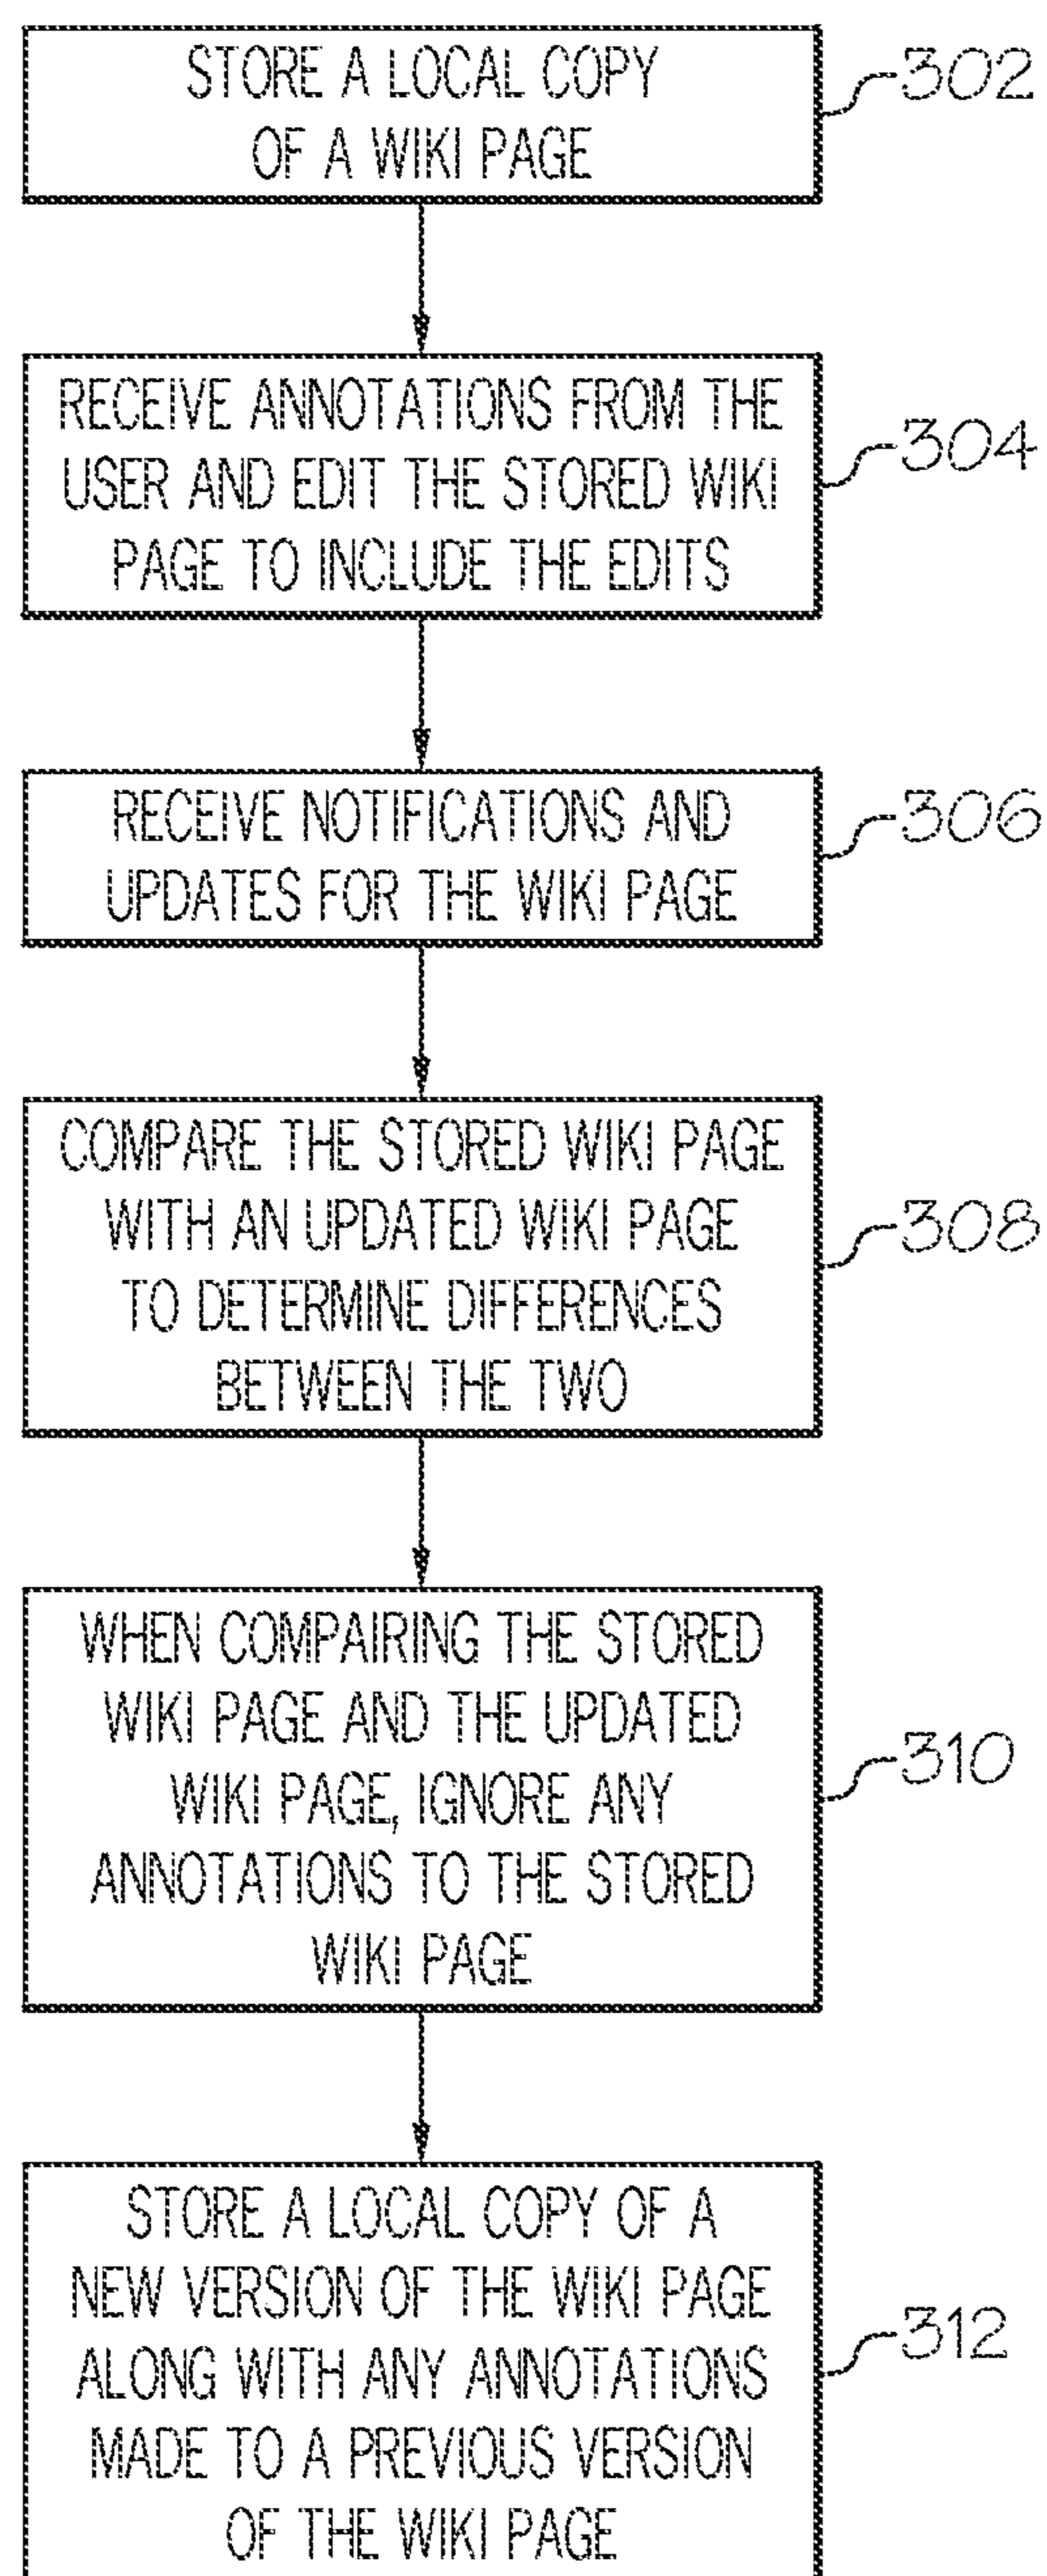 STORE A LOCAL COPY
OF A WIKI PAGE
302
RECEIVE ANNOTATIONS FROM THE
USER AND EDIT THE STORED WIKI
PAGE TO INCLUDE THE EDITS
304
RECEIVE NOTIFICATIONS AND
UPDATES FOR THE WIKI PAGE
306
COMPARE THE STORED WIKI PAGE
WITH AN UPDATED WIKI PAGE
TO DETERMINE DIFFERENCES
BETWEEN THE TWO
308
WHEN COMPAIRING THE STORED
WIKI PAGE AND THE UPDATED
WIKI PAGE, IGNORE ANY
ANNOTATIONS TO THE STORED
WIKI PAGE
310
STORE A LOCAL COPY OF A
NEW VERSION OF THE WIKI PAGE
ALONG WITH ANY ANNOTATIONS
MADE TO A PREVIOUS VERSION
OF THE WIKI PAGE
312